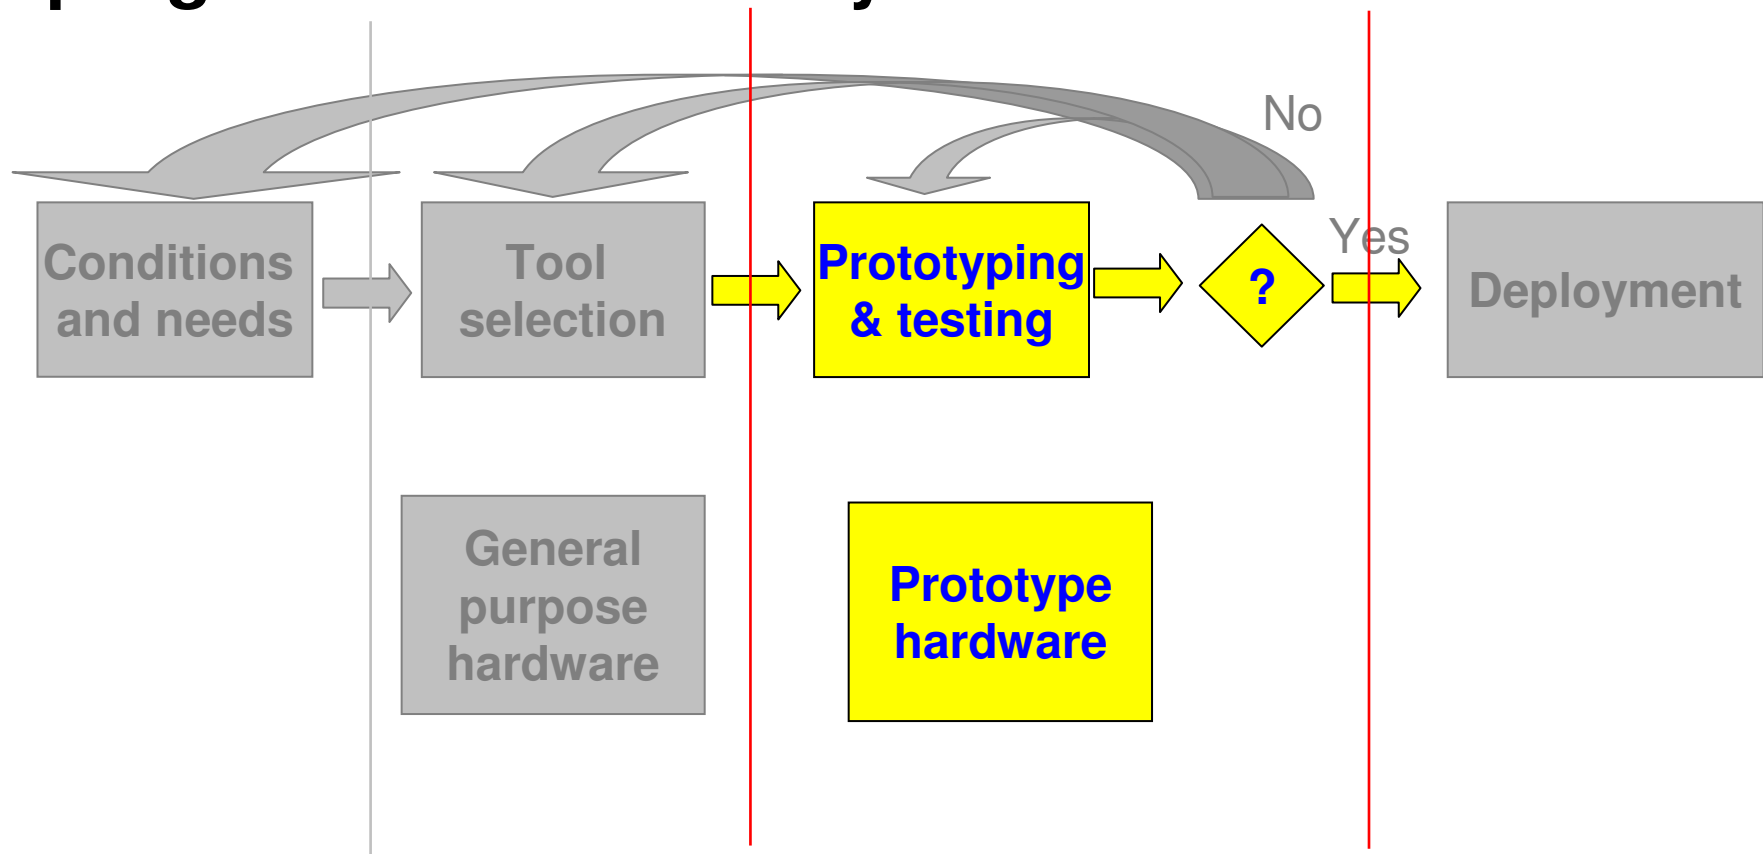 No
Yes
Conditions
and needs
Tool
selection
Prototyping
& testing
?
Deployment
General
purpose
hardware
Prototype
hardware